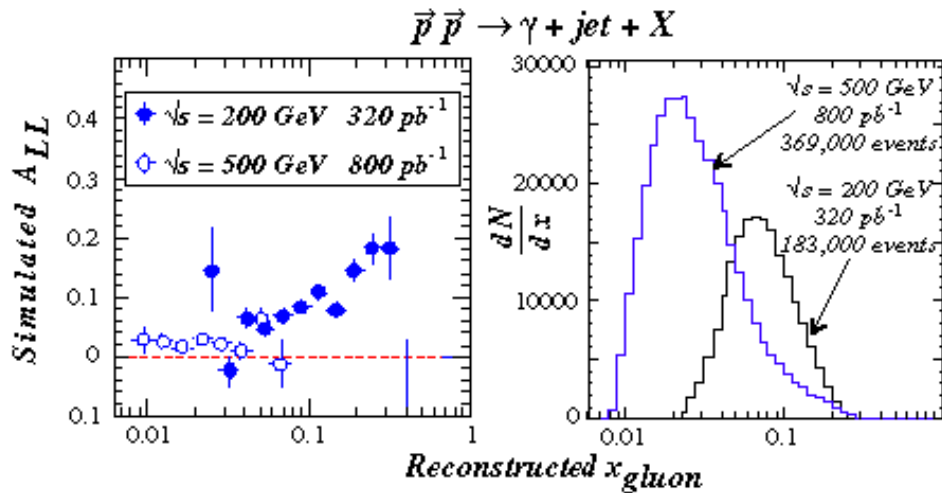 p⃗ p⃗ → γ + jet + X
Simulated A_LL
0.4
0.3
0.2
0.1
0
0.1
√s = 200 GeV 320 pb⁻¹
√s = 500 GeV 800 pb⁻¹
0.01 0.1 1
dN/dx
30000
20000
10000
0
√s = 500 GeV
800 pb⁻¹
369,000 events
√s = 200 GeV
320 pb⁻¹
183,000 events
0.01 0.1
Reconstructed x_gluon